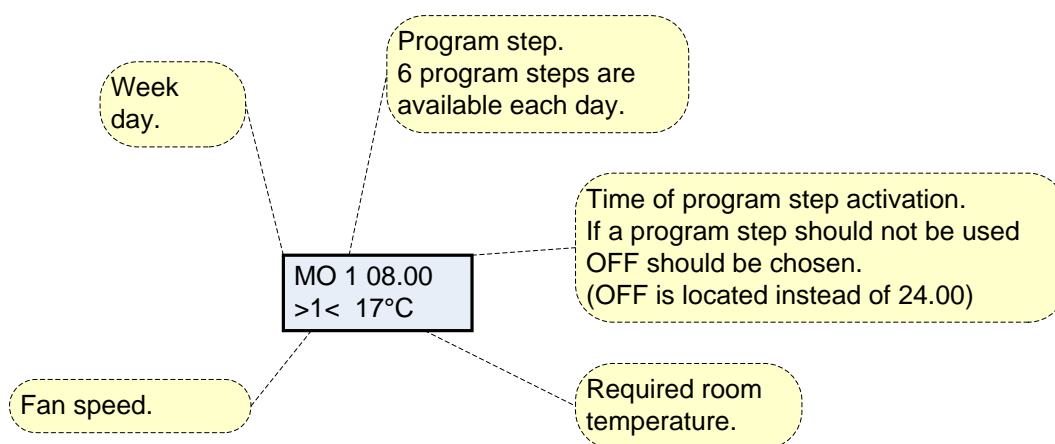 Program step.
6 program steps are
available each day.
Week
day.
Time of program step activation.
If a program step should not be used
OFF should be chosen.
(OFF is located instead of 24.00)
MO 1 08.00
>1<  17°C
Fan speed.
Required room
temperature.